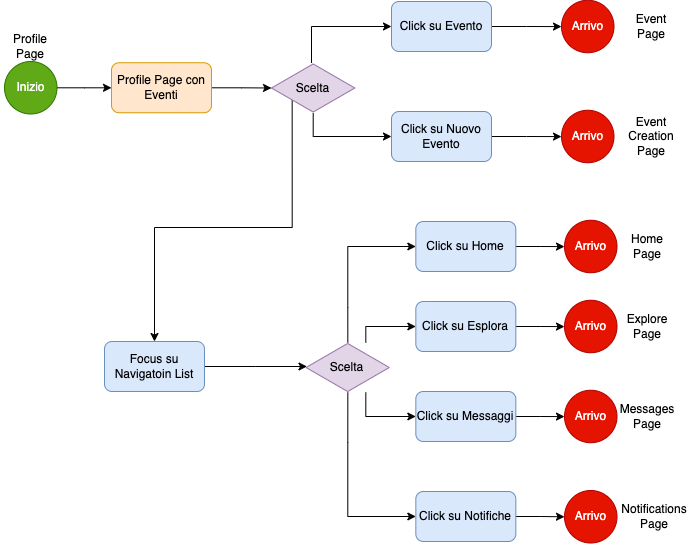 Profile
Page
Inizio
Profile Page con
Eventi
Scelta
Click su Evento
Arrivo
Event
Page
Click su Nuovo
Evento
Arrivo
Event
Creation
Page
Click su Home
Arrivo
Home
Page
Click su Esplora
Arrivo
Explore
Page
Focus su
Navigatoin List
Scelta
Click su Messaggi
Arrivo
Messages
Page
Click su Notifiche
Arrivo
Notifications
Page